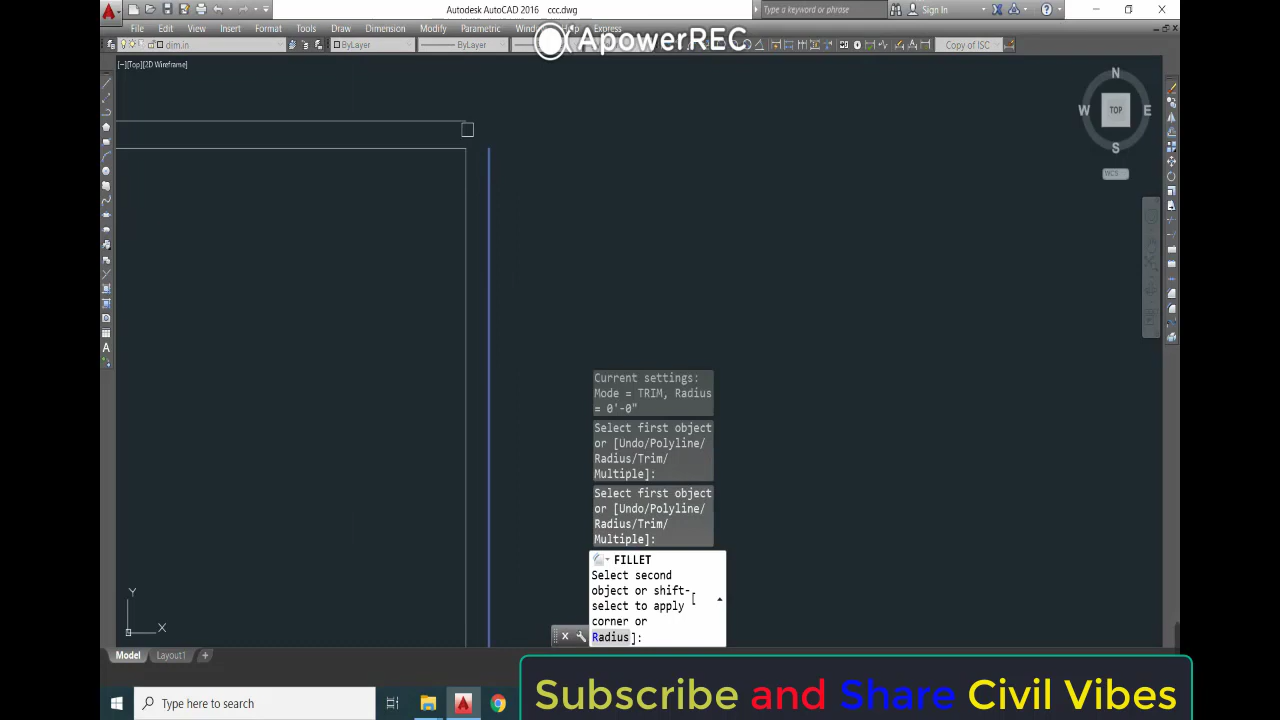 Autodesk AutoCAD 2016 ccc.dwg
Type a keyword or phrase
Sign In
File Edit View Insert Format Tools Draw Dimension Modify Parametric Express
dim.in
ByLayer
ByLayer
Copy of ISC
ApowerREC
[−][Top][2D Wireframe]
N
W TOP E
S
WCS
Current settings:
Mode = TRIM, Radius
= 0'-0"
Select first object
or [Undo/Polyline/
Radius/Trim/
Multiple]:
Select first object
or [Undo/Polyline/
Radius/Trim/
Multiple]:
FILLET
Select second
object or shift-
select to apply
corner or [
Radius]:
Y
X
Model Layout1
Type here to search
Subscribe and Share Civil Vibes